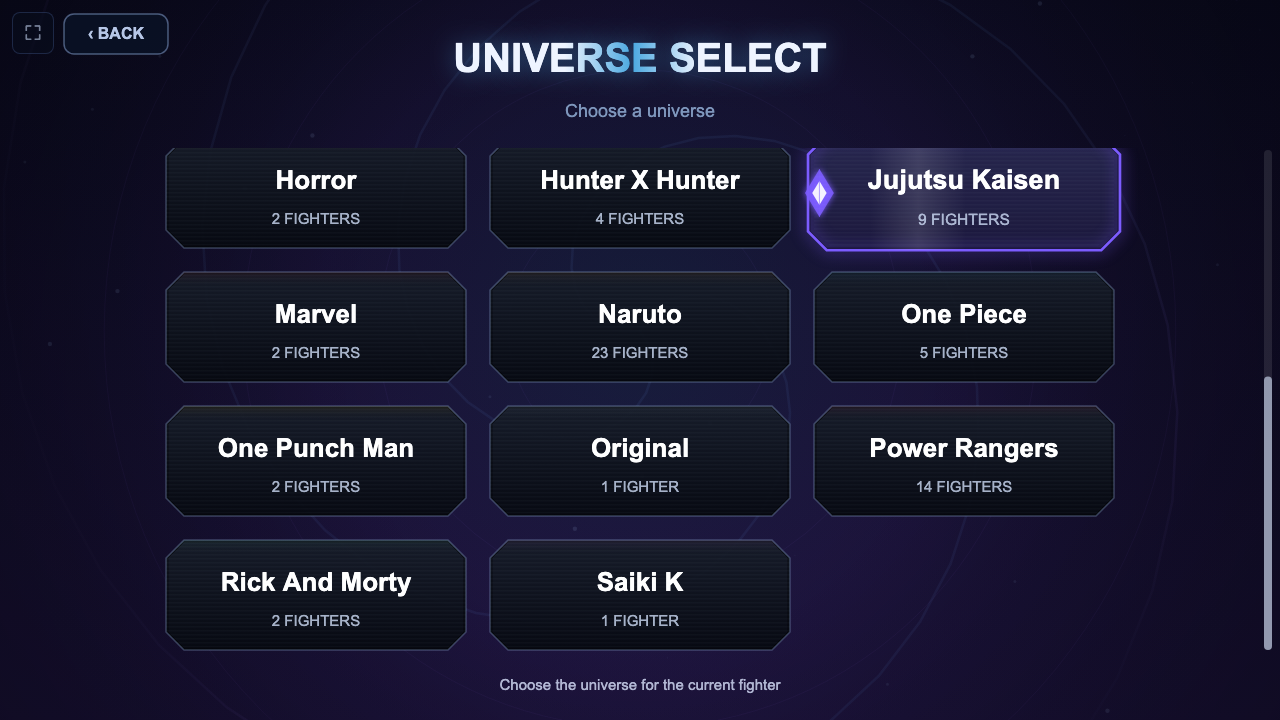 ‹ BACK
UNIVERSE SELECT
Choose a universe
Horror
2 FIGHTERS
Hunter X Hunter
4 FIGHTERS
Jujutsu Kaisen
9 FIGHTERS
Marvel
2 FIGHTERS
Naruto
23 FIGHTERS
One Piece
5 FIGHTERS
One Punch Man
2 FIGHTERS
Original
1 FIGHTER
Power Rangers
14 FIGHTERS
Rick And Morty
2 FIGHTERS
Saiki K
1 FIGHTER
Choose the universe for the current fighter